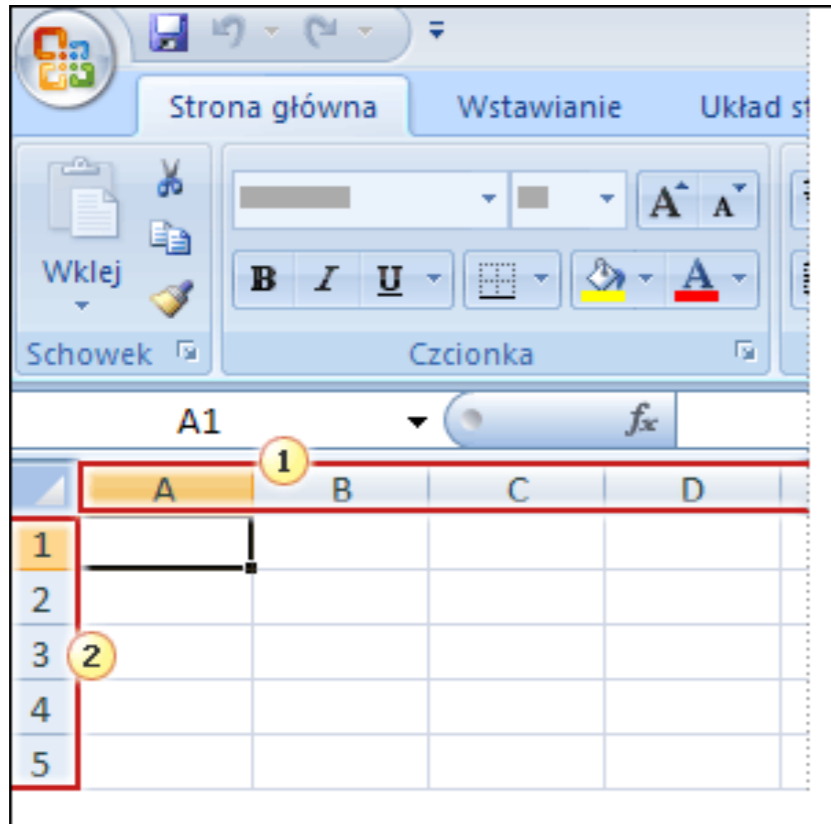 Strona główna Wstawianie Układ
Wklej
A A
B I U A
Schowek Czcionka
A1 fx
1
A B C D
1
2
3 2
4
5